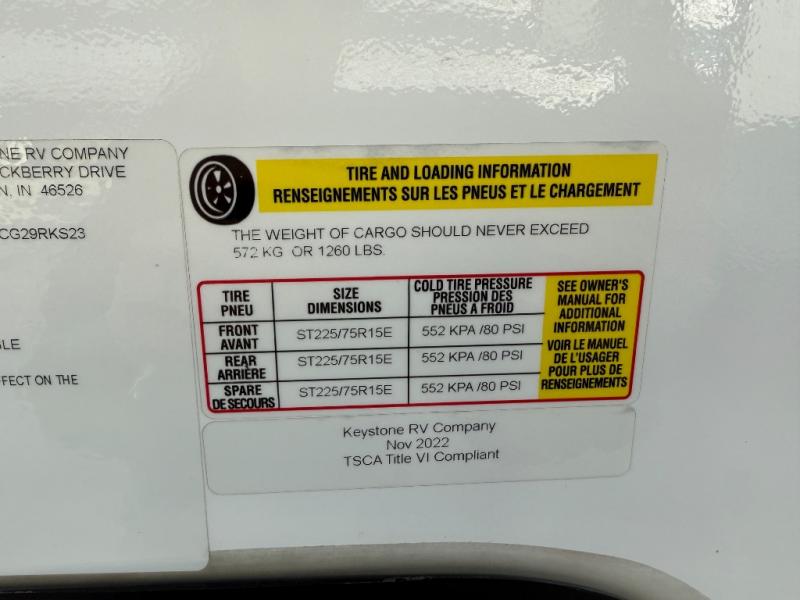 NE RV COMPANY
CKBERRY DRIVE
N, IN 46526
CG29RKS23
LE
FFECT ON THE
TIRE AND LOADING INFORMATION
RENSEIGNEMENTS SUR LES PNEUS ET LE CHARGEMENT
THE WEIGHT OF CARGO SHOULD NEVER EXCEED
572 KG OR 1260 LBS.
TIRE
PNEU
SIZE
DIMENSIONS
COLD TIRE PRESSURE
PRESSION DES
PNEUS A FROID
FRONT
AVANT
ST225/75R15E
552 KPA /80 PSI
REAR
ARRIÈRE
ST225/75R15E
552 KPA /80 PSI
SPARE
DE SECOURS
ST225/75R15E
552 KPA /80 PSI
SEE OWNER'S
MANUAL FOR
ADDITIONAL
INFORMATION
VOIR LE MANUEL
DE L'USAGER
POUR PLUS DE
RENSEIGNEMENTS
Keystone RV Company
Nov 2022
TSCA Title VI Compliant